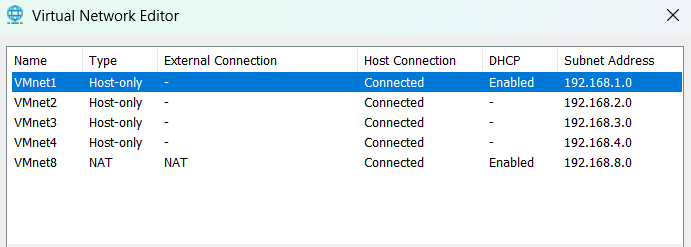 Virtual Network Editor
Name Type External Connection Host Connection DHCP Subnet Address
VMnet1 Host-only - Connected Enabled 192.168.1.0
VMnet2 Host-only - Connected - 192.168.2.0
VMnet3 Host-only - Connected - 192.168.3.0
VMnet4 Host-only - Connected - 192.168.4.0
VMnet8 NAT NAT Connected Enabled 192.168.8.0